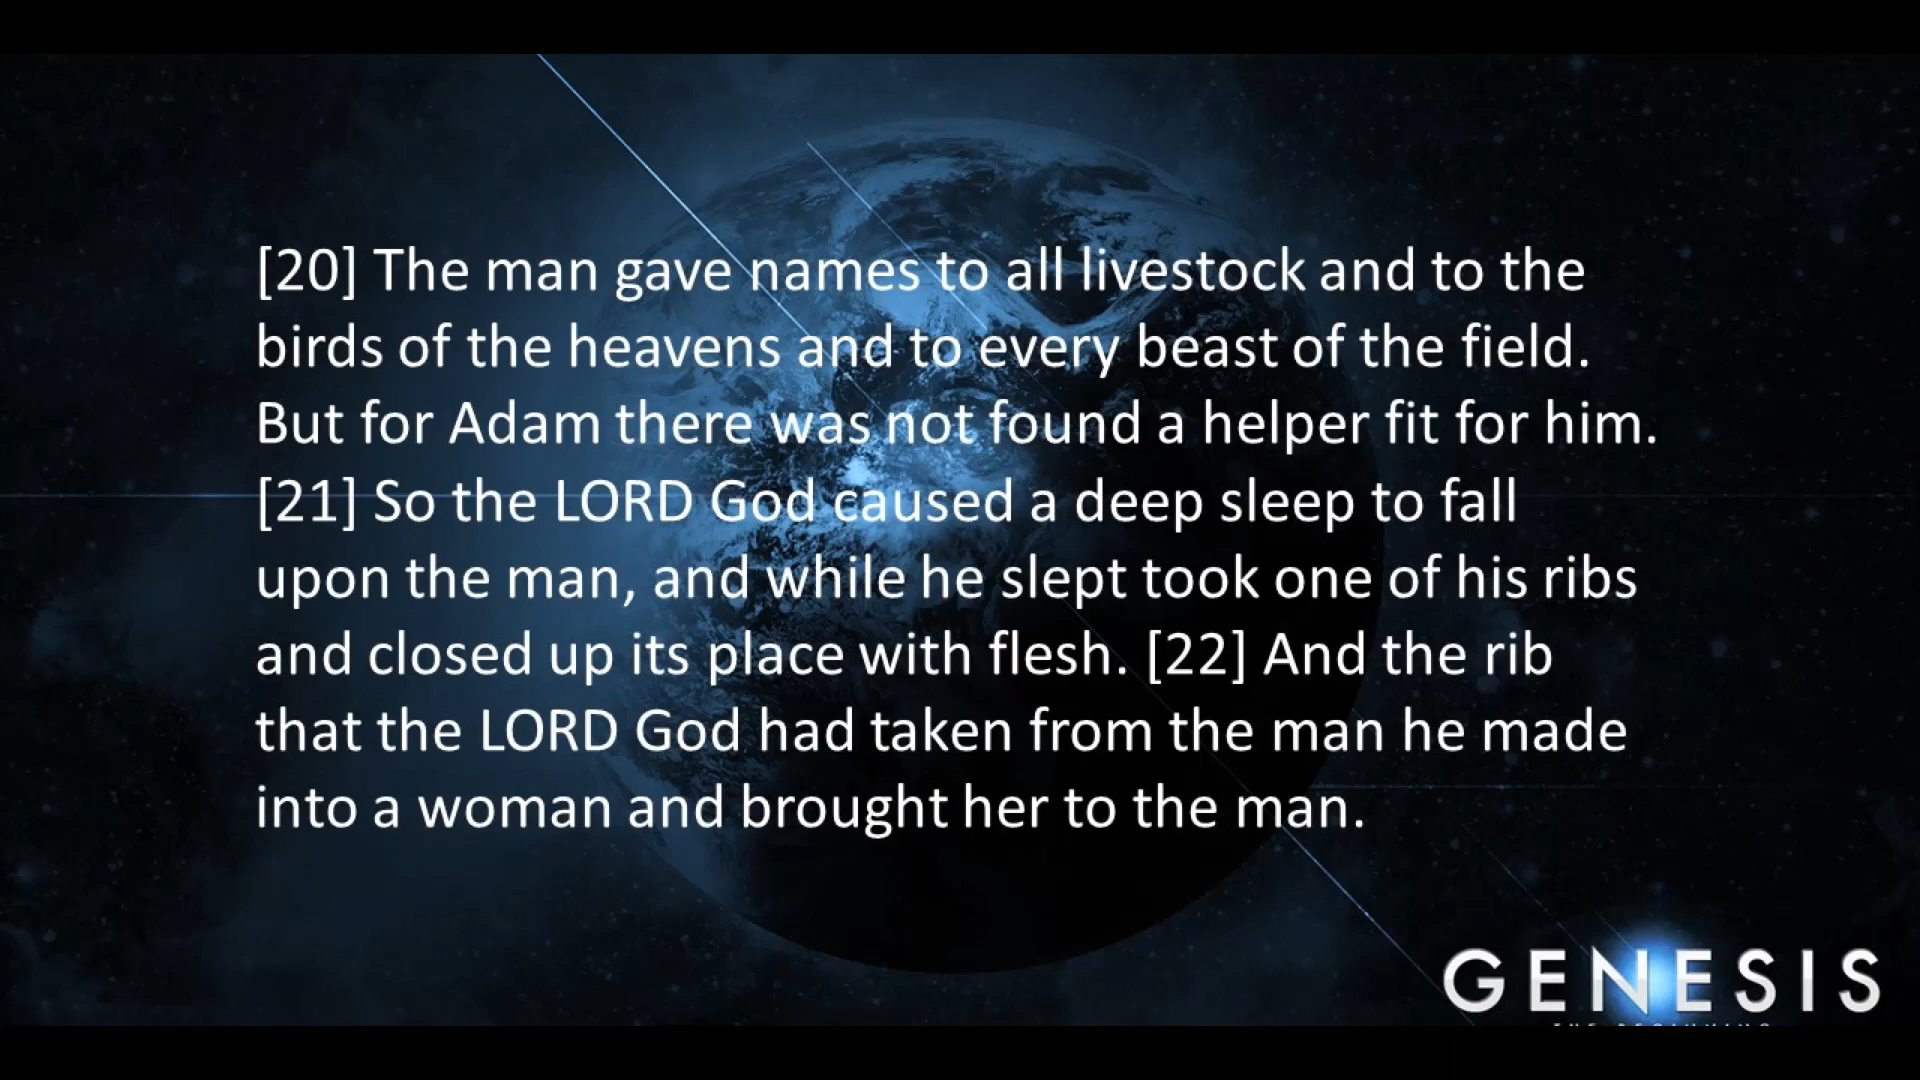 [20] The man gave names to all livestock and to the
birds of the heavens and to every beast of the field.
But for Adam there was not found a helper fit for him.
[21] So the LORD God caused a deep sleep to fall
upon the man, and while he slept took one of his ribs
and closed up its place with flesh. [22] And the rib
that the LORD God had taken from the man he made
into a woman and brought her to the man.
GENESIS